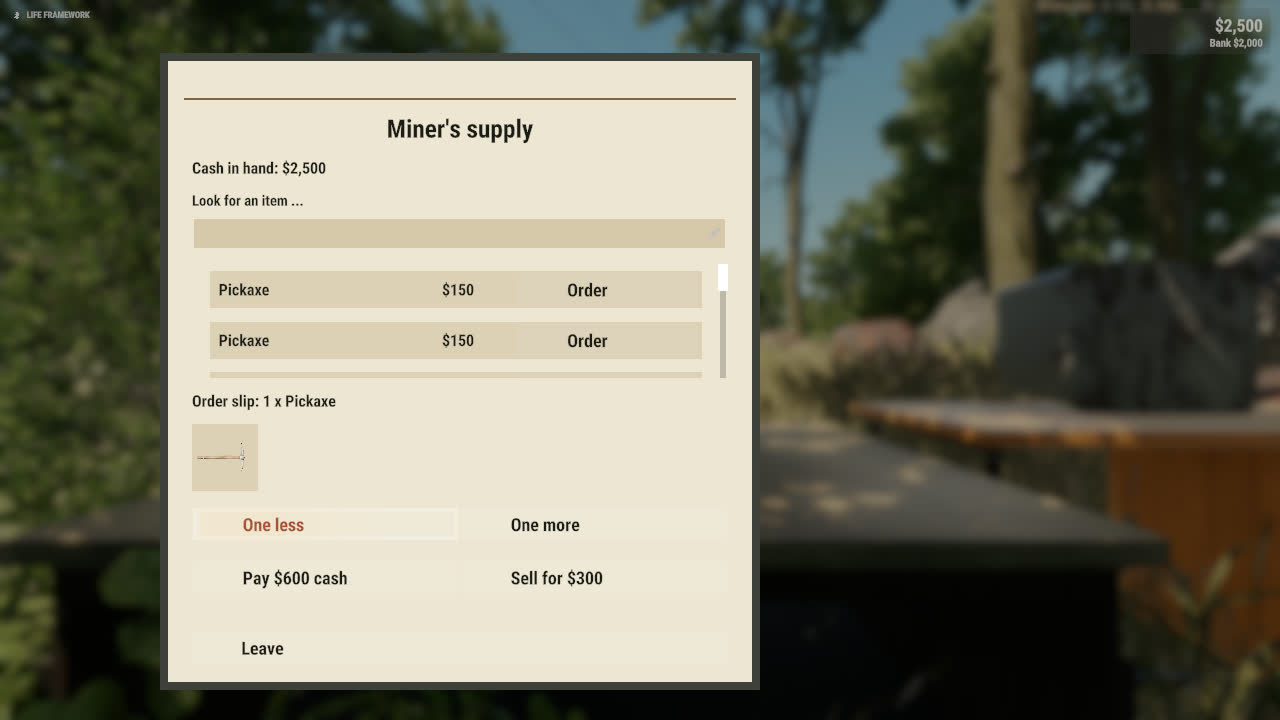 LIFE FRAMEWORK
$2,500
Bank $2,000
Miner's supply
Cash in hand: $2,500
Look for an item ...
Pickaxe $150 Order
Pickaxe $150 Order
Order slip: 1 x Pickaxe
One less One more
Pay $600 cash Sell for $300
Leave